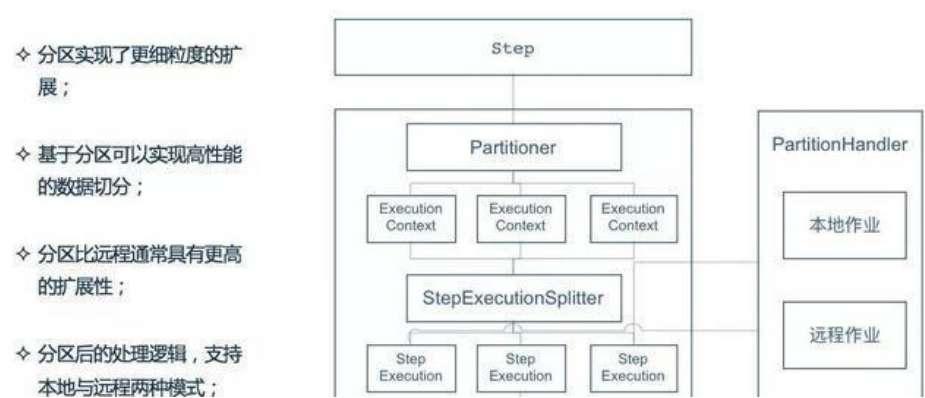 ✧ 分区实现了更细粒度的扩
展；
✧ 基于分区可以实现高性能
的数据切分；
✧ 分区比远程通常具有更高
的扩展性；
✧ 分区后的处理逻辑，支持
本地与远程两种模式；
Step
Partitioner
Execution
Context
Execution
Context
Execution
Context
StepExecutionSplitter
Step
Execution
Step
Execution
Step
Execution
PartitionHandler
本地作业
远程作业